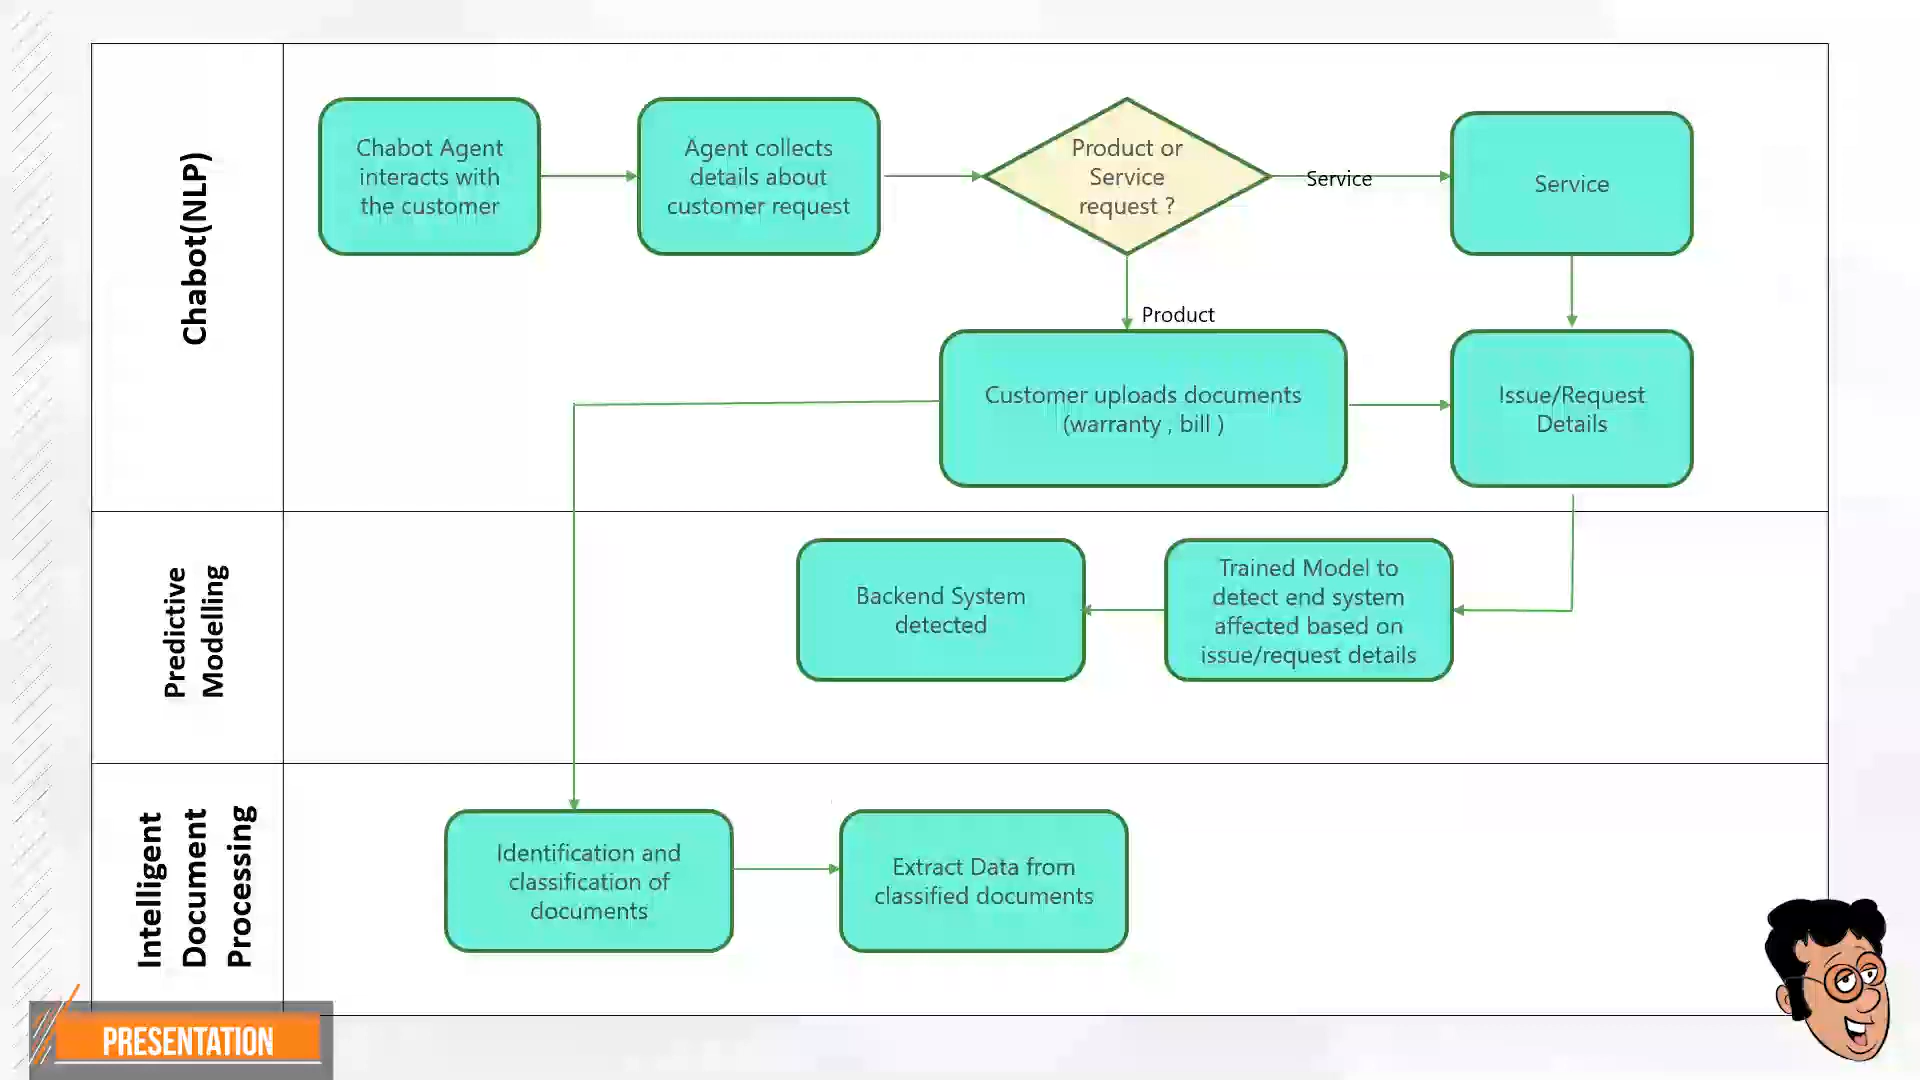 Chabot(NLP)
Chabot Agent
interacts with
the customer
Agent collects
details about
customer request
Product or
Service
request ?
Service
Service
Product
Customer uploads documents
(warranty , bill )
Issue/Request
Details
Predictive
Modelling
Backend System
detected
Trained Model to
detect end system
affected based on
issue/request details
Intelligent
Document
Processing
Identification and
classification of
documents
Extract Data from
classified documents
PRESENTATION